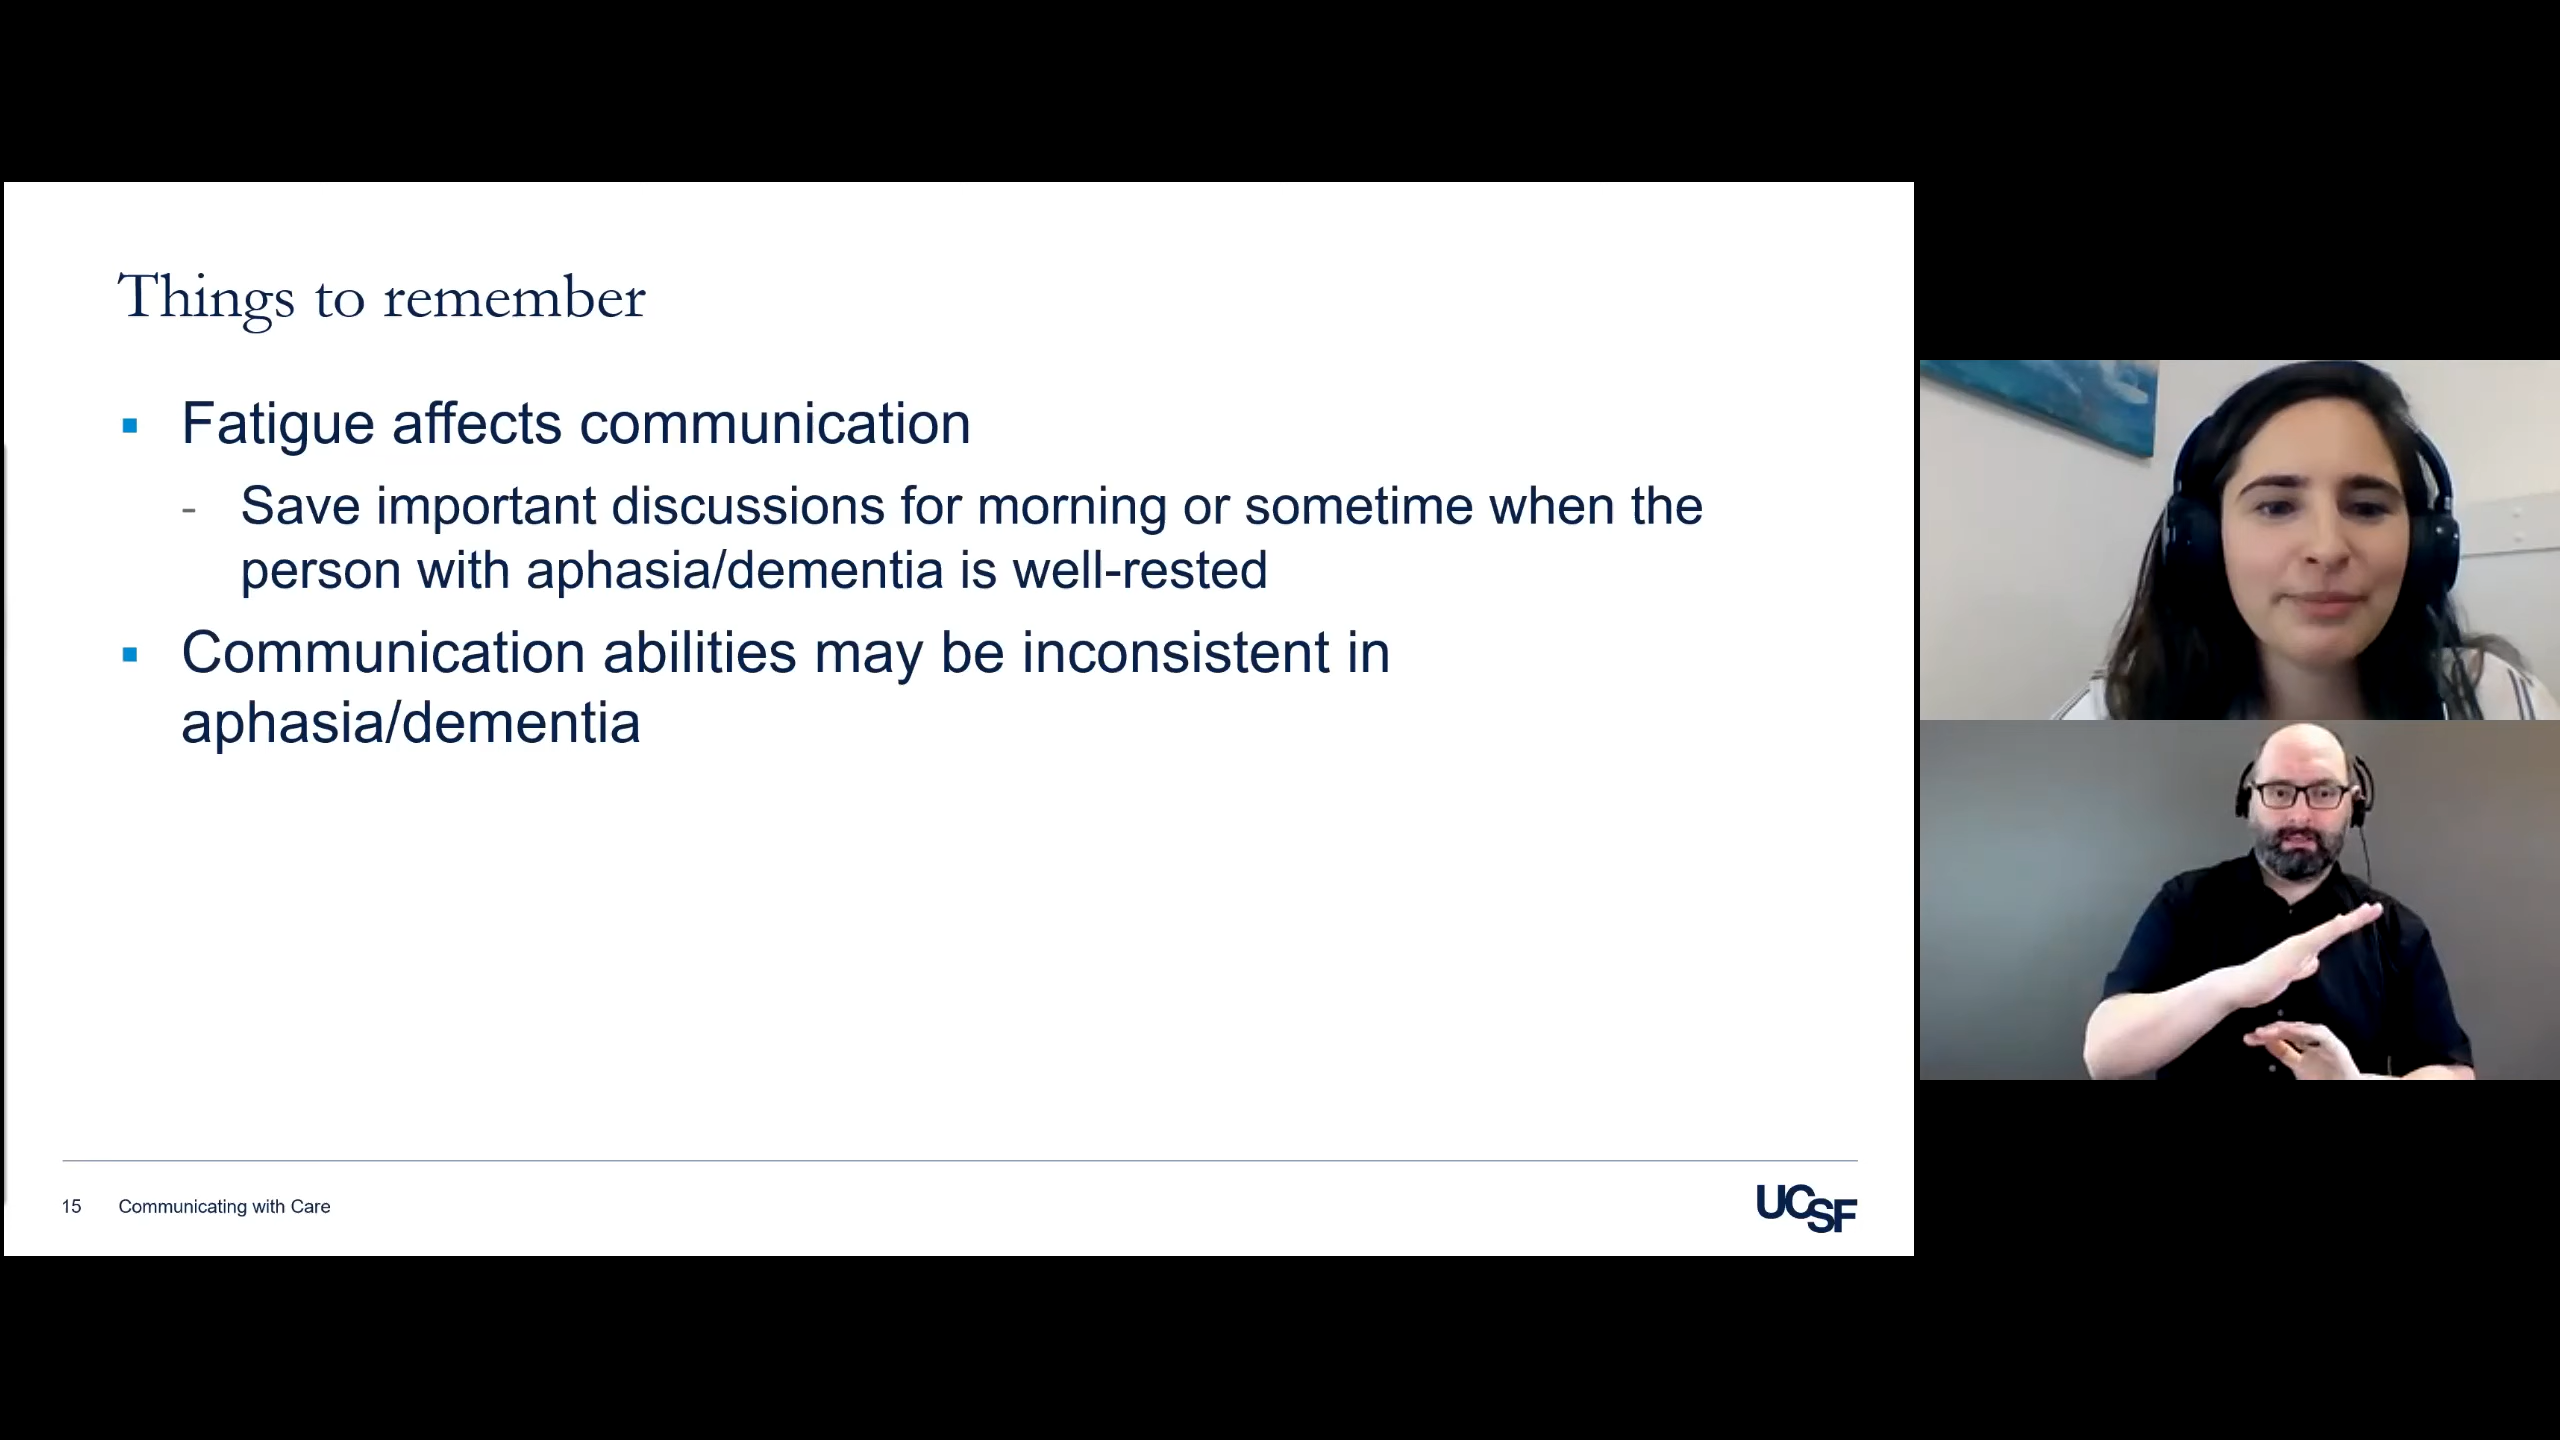 Things to remember
▪ Fatigue affects communication
- Save important discussions for morning or sometime when the
person with aphasia/dementia is well-rested
▪ Communication abilities may be inconsistent in
aphasia/dementia
15 Communicating with Care
UCSF